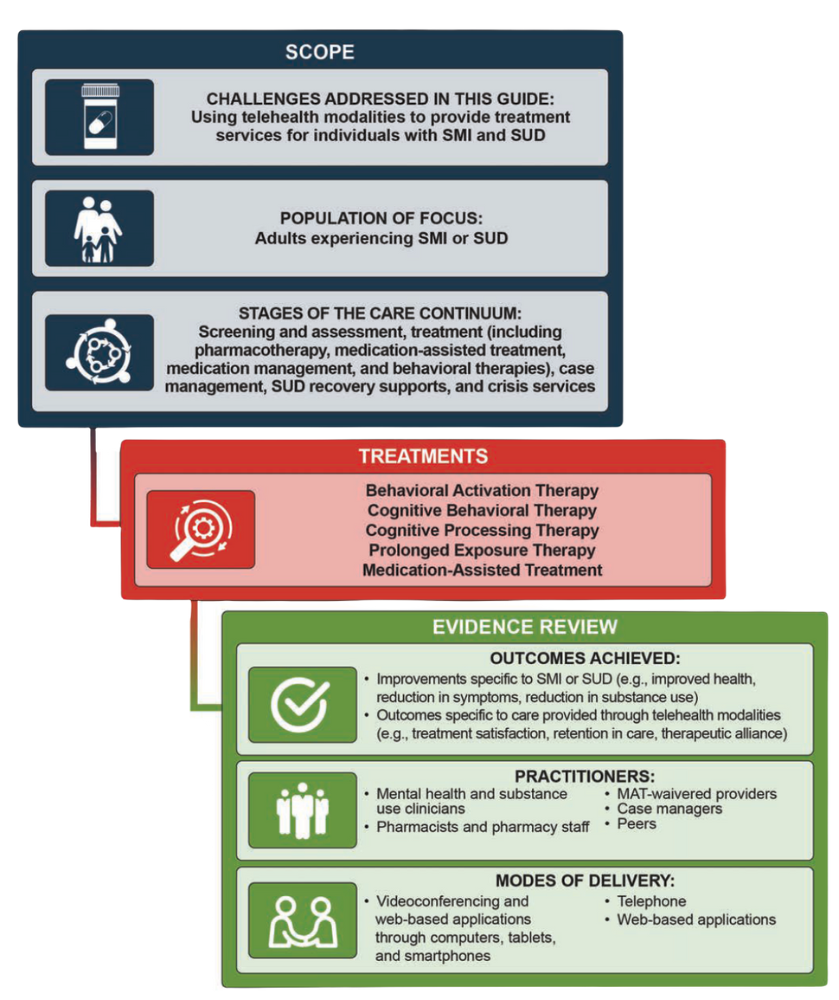 SCOPE
CHALLENGES ADDRESSED IN THIS GUIDE:
Using telehealth modalities to provide treatment
services for individuals with SMI and SUD
POPULATION OF FOCUS:
Adults experiencing SMI or SUD
STAGES OF THE CARE CONTINUUM:
Screening and assessment, treatment (including
pharmacotherapy, medication-assisted treatment,
medication management, and behavioral therapies), case
management, SUD recovery supports, and crisis services
TREATMENTS
Behavioral Activation Therapy
Cognitive Behavioral Therapy
Cognitive Processing Therapy
Prolonged Exposure Therapy
Medication-Assisted Treatment
EVIDENCE REVIEW
OUTCOMES ACHIEVED:
• Improvements specific to SMI or SUD (e.g., improved health,
reduction in symptoms, reduction in substance use)
• Outcomes specific to care provided through telehealth modalities
(e.g., treatment satisfaction, retention in care, therapeutic alliance)
PRACTITIONERS:
• Mental health and substance
use clinicians
• Pharmacists and pharmacy staff
• MAT-waivered providers
• Case managers
• Peers
MODES OF DELIVERY:
• Videoconferencing and
web-based applications
through computers, tablets,
and smartphones
• Telephone
• Web-based applications